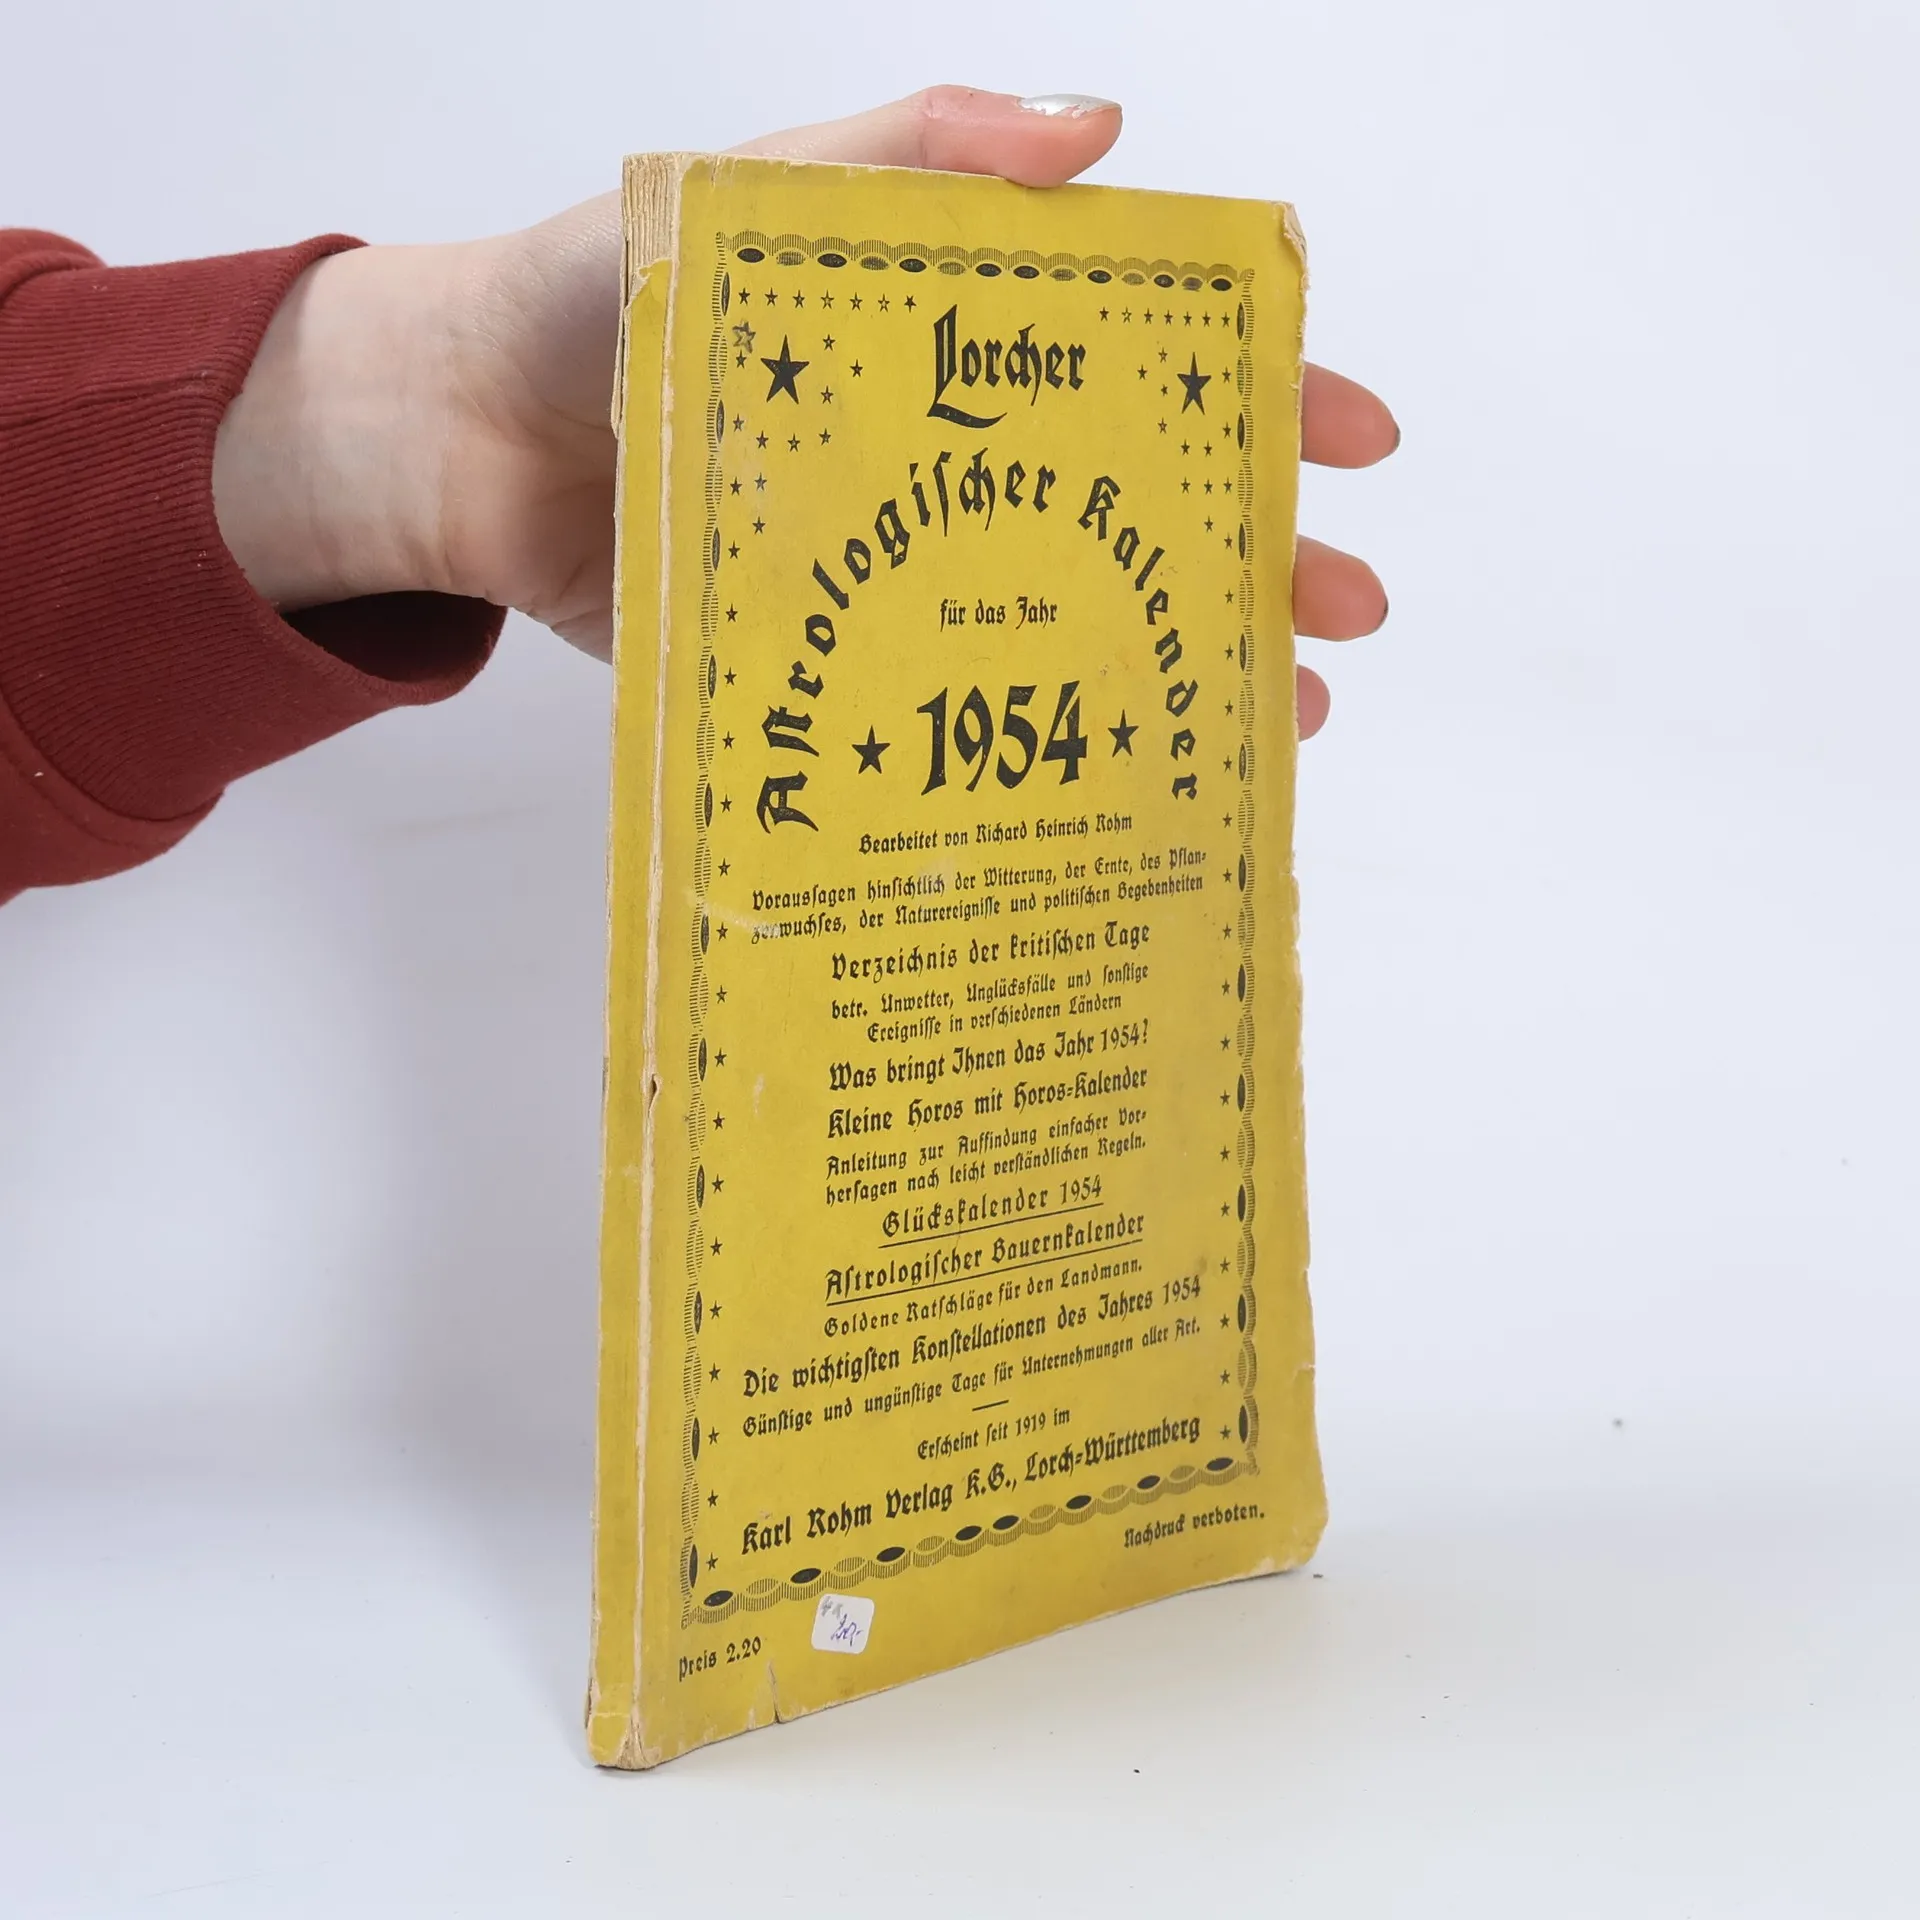 Lorcher
Astrologischer Kalender
für das Jahr
1954
Bearbeitet von Richard Heinrich Rohm
Voraussagen hinsichtlich der Witterung, der Ernte, des Pflan-
zenwuchses, der Naturereignisse und politischen Begebenheiten
Verzeichnis der kritischen Tage
betr. Unwetter, Unglücksfälle und sonstige
Ereignisse in verschiedenen Ländern
Was bringt Ihnen das Jahr 1954?
Kleine Horos mit Horos-Kalender
Anleitung zur Auffindung einfacher Vor-
hersagen nach leicht verständlichen Regeln.
Glückskalender 1954
Astrologischer Bauernkalender
Goldene Ratschläge für den Landmann.
Die wichtigsten Konstellationen des Jahres 1954
Günstige und ungünstige Tage für Unternehmungen aller Art.
Erscheint seit 1919 im
Karl Rohm Verlag K.G., Lorch-Württemberg
Nachdruck verboten.
Preis 2.20